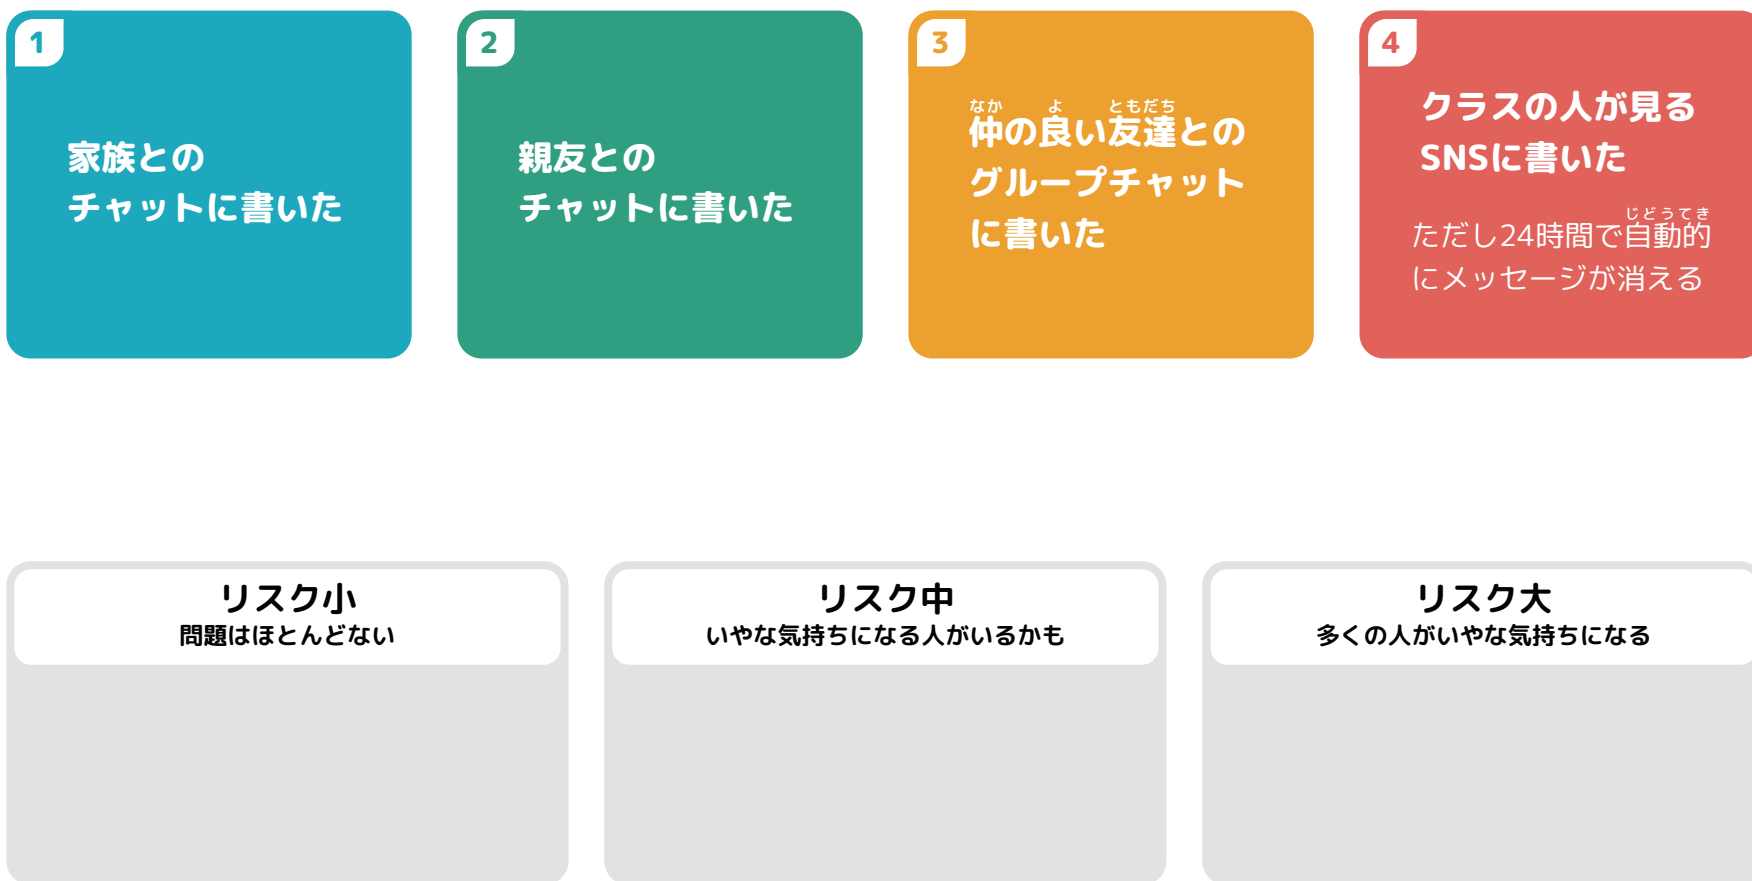 1
家族との
チャットに書いた
2
親友との
チャットに書いた
3
なか よ ともだち
仲の良い友達との
グループチャット
に書いた
4
クラスの人が見る
SNSに書いた
じどうてき
ただし24時間で自動的
にメッセージが消える
リスク小
問題はほとんどない
リスク中
いやな気持ちになる人がいるかも
リスク大
多くの人がいやな気持ちになる